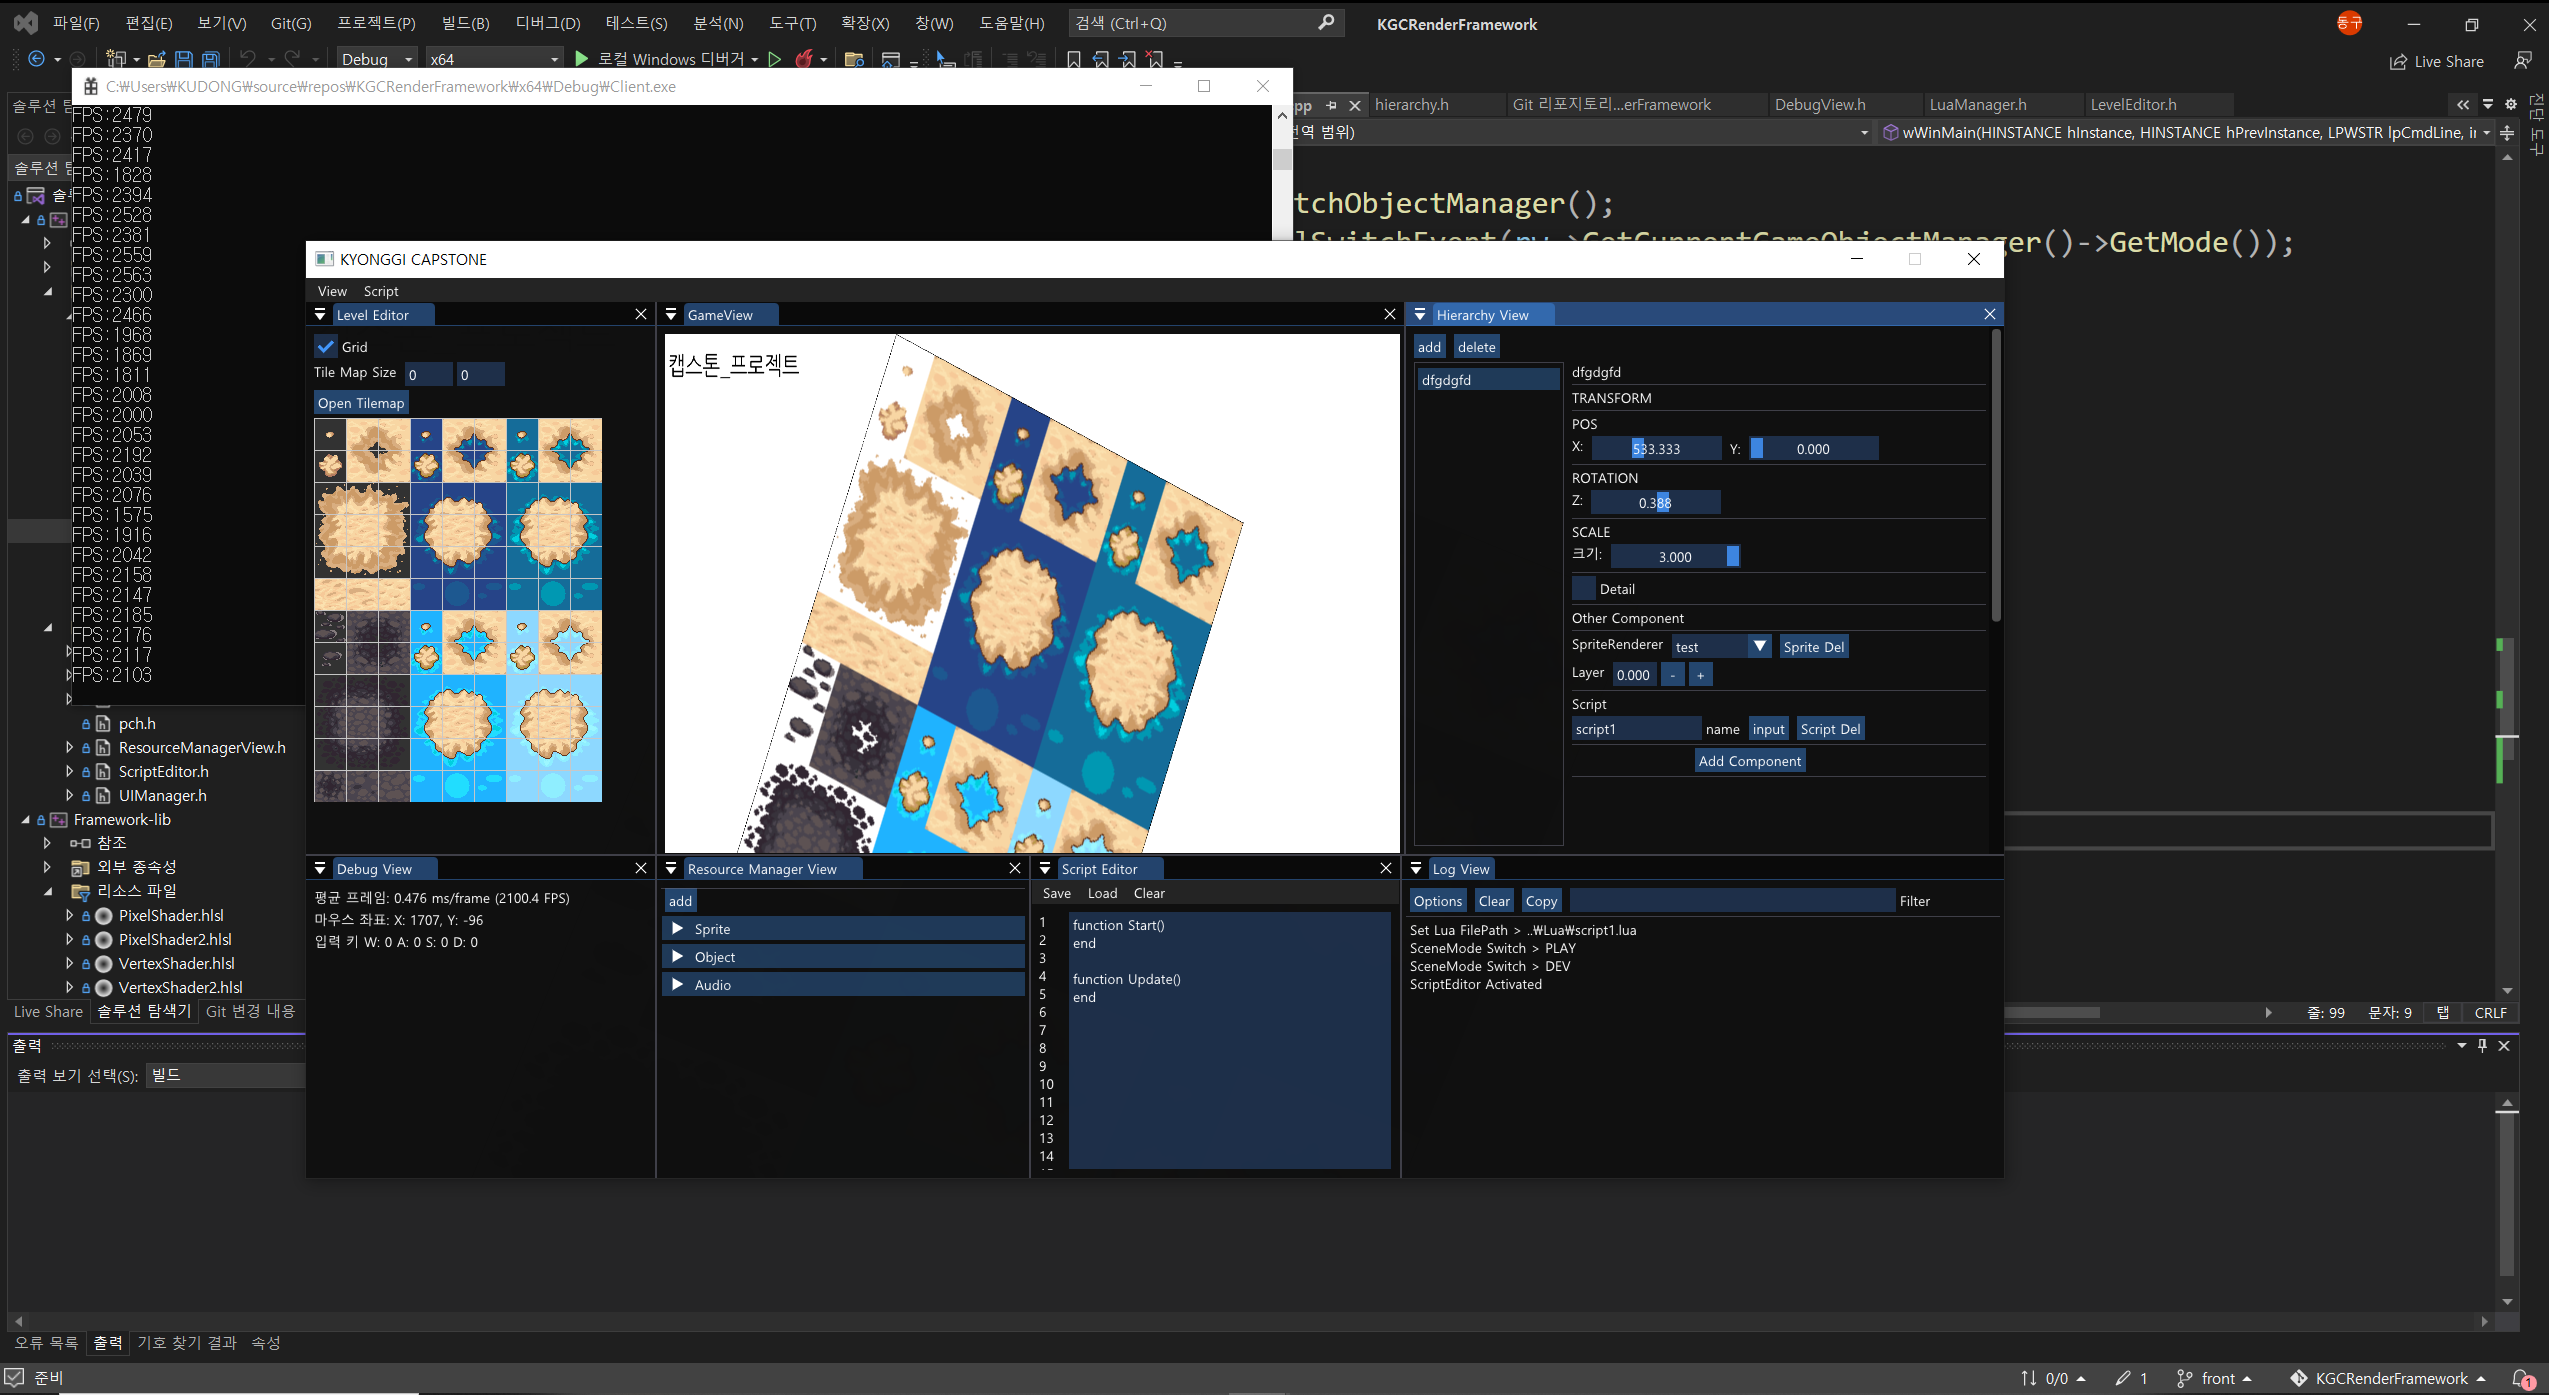 파일(F) 편집(E) 보기(V) Git(G) 프로젝트(P) 빌드(B) 디버그(D) 테스트(S) 분석(N) 도구(T) 확장(X) 창(W) 도움말(H) 검색 (Ctrl+Q) KGCRenderFramework 동구
Debug x64 로컬 Windows 디버거 Live Share
C:\Users\KUDONG\source\repos\KGCRenderFramework\x64\Debug\Client.exe
솔루션
pp hierarchy.h Git 리포지토리...erFramework DebugView.h LuaManager.h LevelEditor.h
진단 도구
wWinMain(HINSTANCE hInstance, HINSTANCE hPrevInstance, LPWSTR lpCmdLine, i
솔루션
FPS:2479
FPS:2370
FPS:2417
FPS:1828
FPS:2394
FPS:2528
FPS:2381
FPS:2559
FPS:2563
FPS:2300
FPS:2466
FPS:1968
FPS:1869
FPS:1811
FPS:2008
FPS:2000
FPS:2053
FPS:2192
FPS:2039
FPS:2076
FPS:1575
FPS:1916
FPS:2042
FPS:2158
FPS:2147
FPS:2185
FPS:2176
FPS:2117
FPS:2103
tchObjectManager();
er()->GetMode());
KYONGGI CAPSTONE
View Script
Level Editor
Grid
Tile Map Size 0 0
Open Tilemap
GameView
캡스톤_프로젝트
Hierarchy View
add delete
dfgdgfd
dfgdgfd
TRANSFORM
POS
X: 533.333 Y: 0.000
ROTATION
Z: 0.388
SCALE
크기: 3.000
Detail
Other Component
SpriteRenderer test Sprite Del
Layer 0.000 - +
Script
script1 name input Script Del
Add Component
Debug View
평균 프레임: 0.476 ms/frame (2100.4 FPS)
마우스 좌표: X: 1707, Y: -96
입력 키 W: 0 A: 0 S: 0 D: 0
Resource Manager View
add
Sprite
Object
Audio
Script Editor
Save Load Clear
1 function Start()
2 end
3
4 function Update()
5 end
6
7
8
9
10
11
12
13
14
Log View
Options Clear Copy Filter
Set Lua FilePath > ..\Lua\script1.lua
SceneMode Switch > PLAY
SceneMode Switch > DEV
ScriptEditor Activated
pch.h
ResourceManagerView.h
ScriptEditor.h
UIManager.h
Framework-lib
참조
외부 종속성
리소스 파일
PixelShader.hlsl
PixelShader2.hlsl
VertexShader.hlsl
VertexShader2.hlsl
Live Share 솔루션 탐색기 Git 변경 내용
줄: 99 문자: 9 탭 CRLF
출력
출력 보기 선택(S): 빌드
오류 목록 출력 기호 찾기 결과 속성
준비
0/0 1 front KGCRenderFramework 1